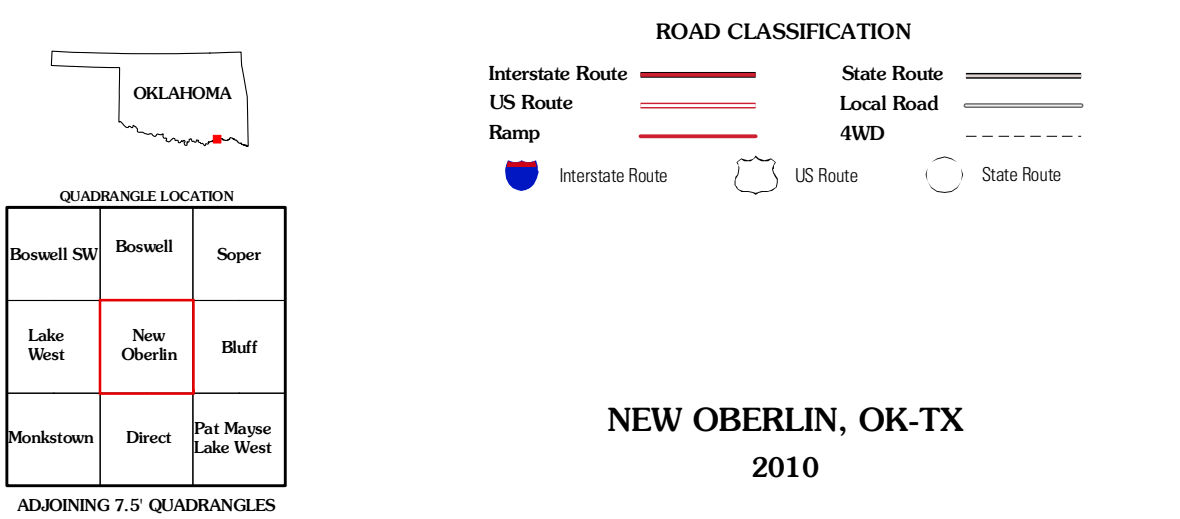 OKLAHOMA
QUADRANGLE LOCATION
Boswell SW
Boswell
Soper
Lake
West
New
Oberlin
Bluff
Monkstown
Direct
Pat Mayse
Lake West
ADJOINING 7.5' QUADRANGLES
ROAD CLASSIFICATION
Interstate Route
State Route
US Route
Local Road
Ramp
4WD
Interstate Route
US Route
State Route
NEW OBERLIN, OK-TX
2010